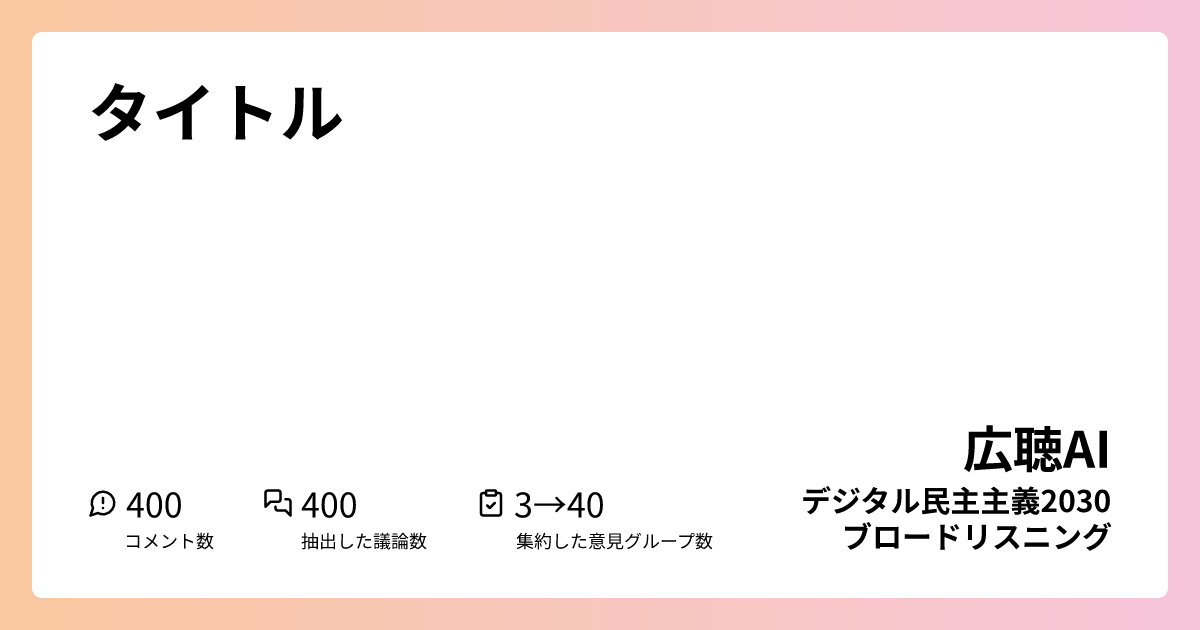 タイトル
400
コメント数
400
抽出した議論数
3→40
集約した意見グループ数
広聴AI
デジタル民主主義2030
ブロードリスニング